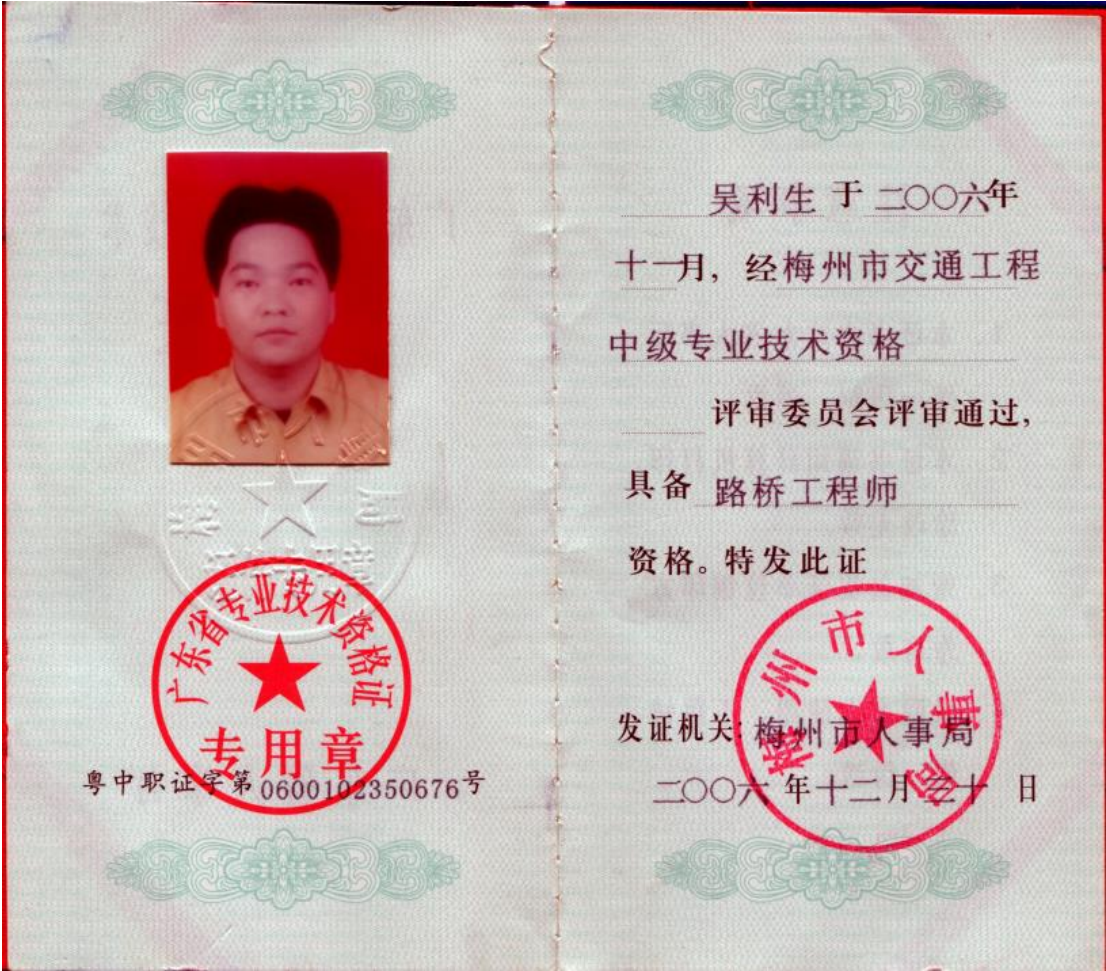 广东省专业技术资格证
专用章
粤中职证字第0600102350676号
吴利生 于 二〇〇六年
十一月, 经梅州市交通工程
中级专业技术资格
评审委员会评审通过,
具备 路桥工程师
资格。特发此证
梅州市人事局
发证机关: 梅州市人事局
二〇〇六 年十二月三十 日